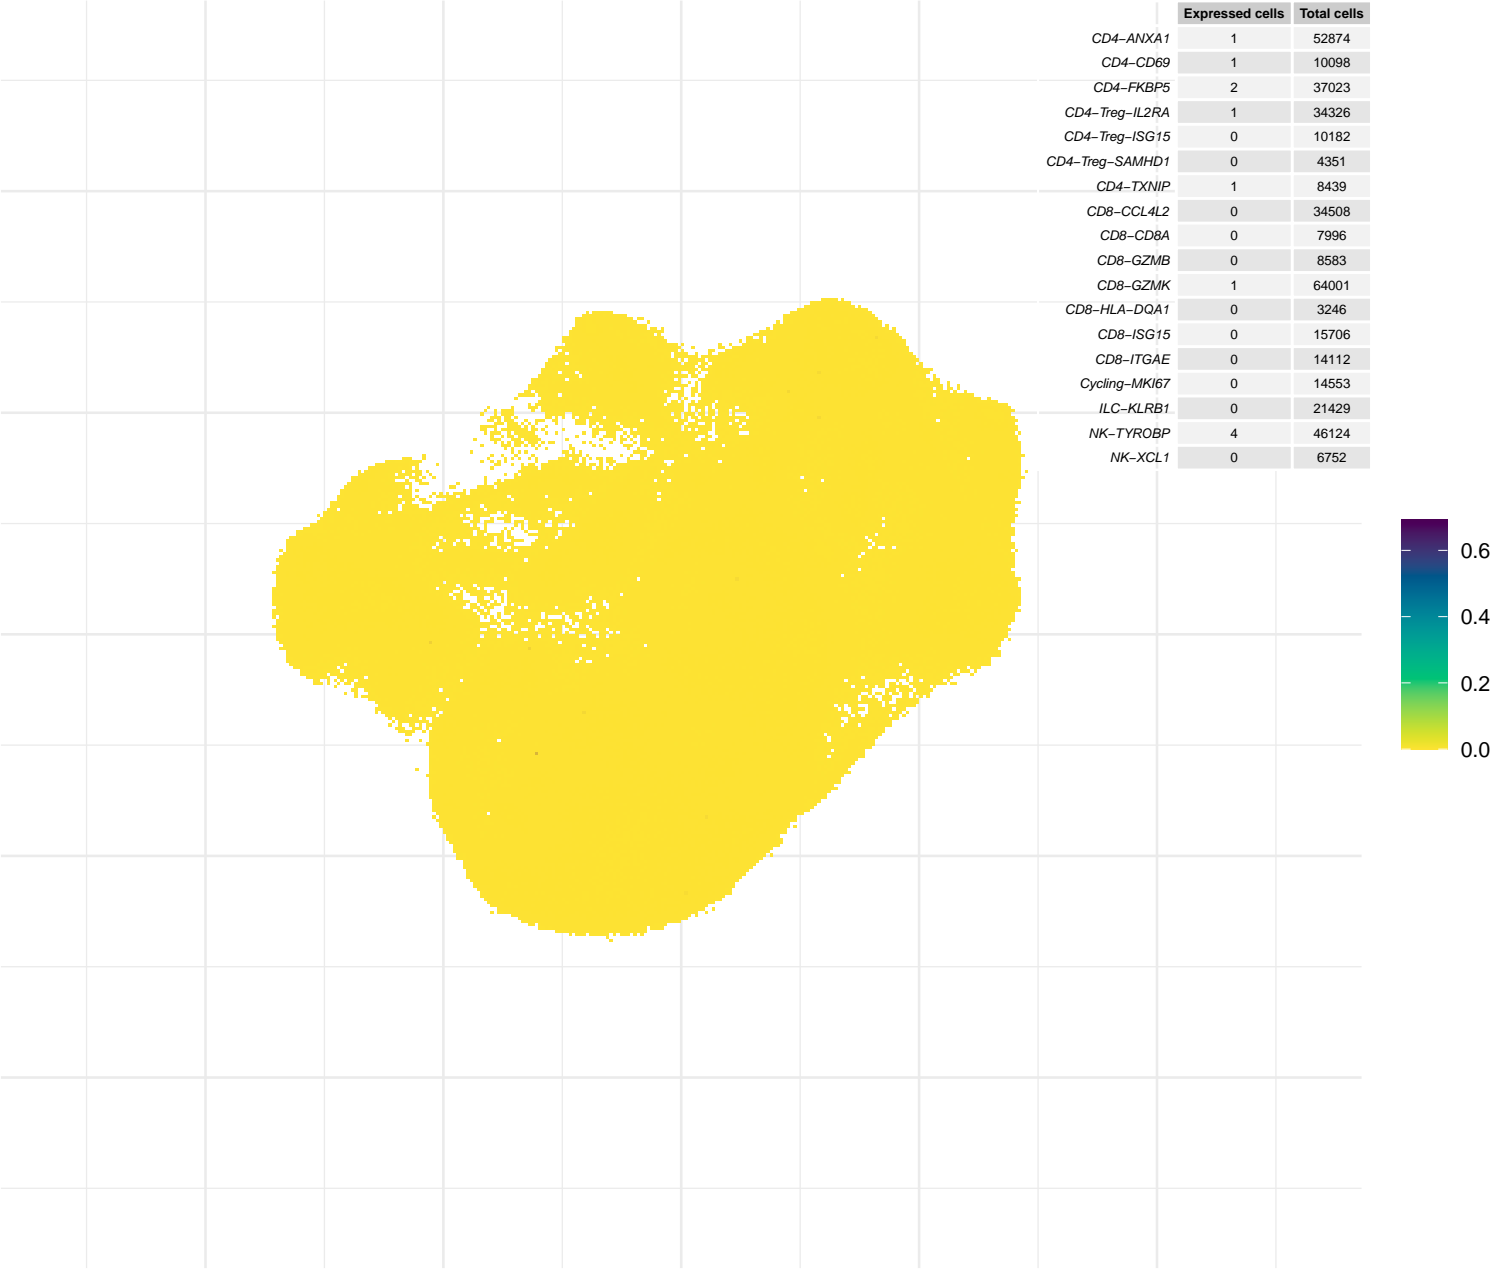 Expressed cells Total cells
CD4−ANXA1 1 52874
CD4−CD69 1 10098
CD4−FKBP5 2 37023
CD4−Treg−IL2RA 1 34326
CD4−Treg−ISG15 0 10182
CD4−Treg−SAMHD1 0 4351
CD4−TXNIP 1 8439
CD8−CCL4L2 0 34508
CD8−CD8A 0 7996
CD8−GZMB 0 8583
CD8−GZMK 1 64001
CD8−HLA−DQA1 0 3246
CD8−ISG15 0 15706
CD8−ITGAE 0 14112
Cycling−MKI67 0 14553
ILC−KLRB1 0 21429
NK−TYROBP 4 46124
NK−XCL1 0 6752
0.6
0.4
0.2
0.0